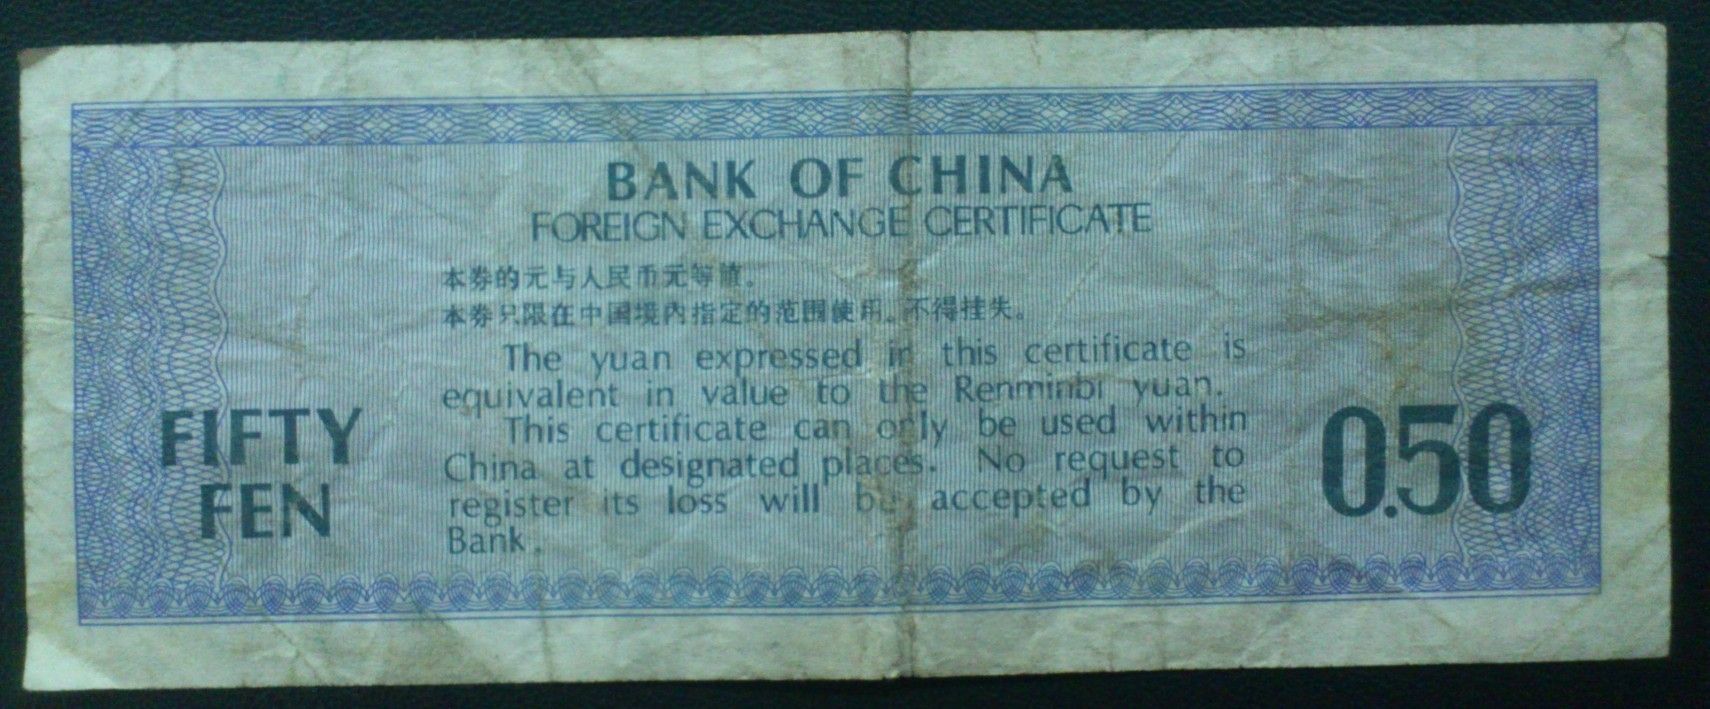 BANK OF CHINA
FOREIGN EXCHANGE CERTIFICATE
本券的元与人民币元等值。
本券只限在中国境内指定的范围使用。不得挂失。
The yuan expressed in this certificate is
equivalent in value to the Renminbi yuan.
This certificate can only be used within
China at designated places. No request to
register its loss will be accepted by the
Bank.
FIFTY
FEN
0.50